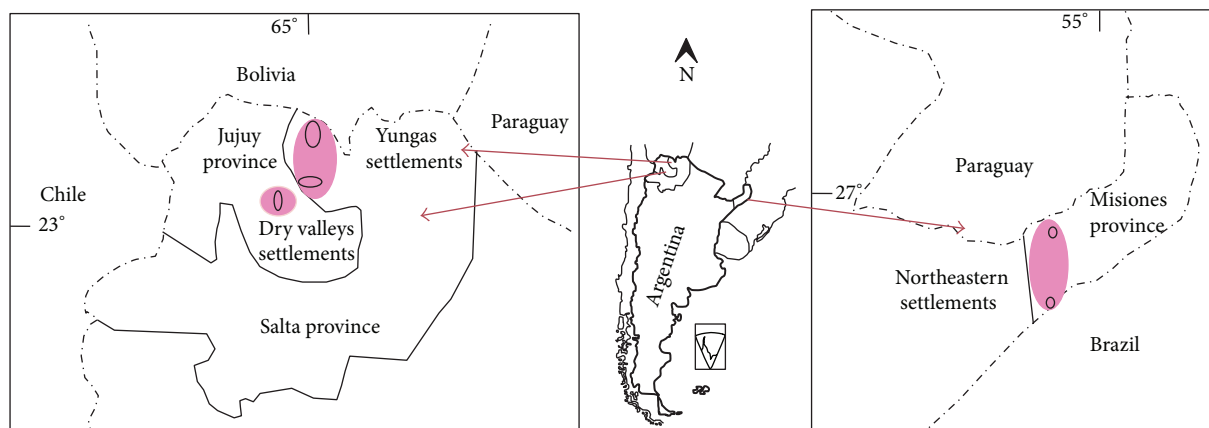 65°
Bolivia
Jujuy
province
Yungas
settlements
Paraguay
Chile
23°
Dry valleys
settlements
Salta province
N
Argentina
55°
Paraguay
27°
Misiones
province
Northeastern
settlements
Brazil